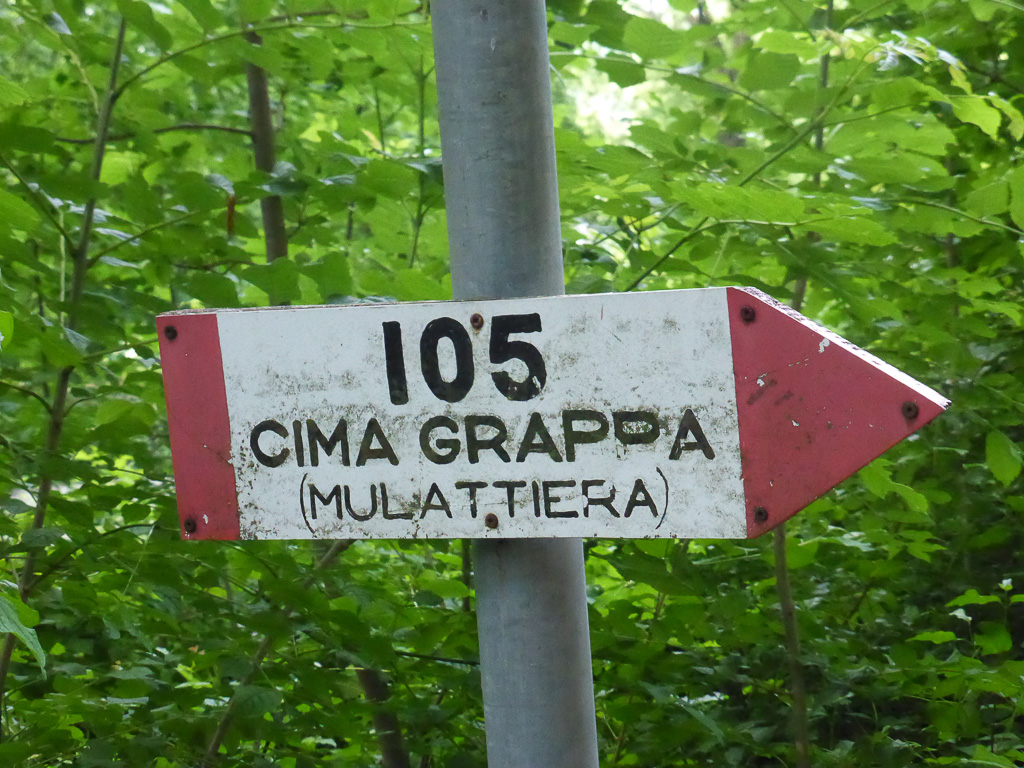 105
CIMA GRAPPA
(MULATTIERA)